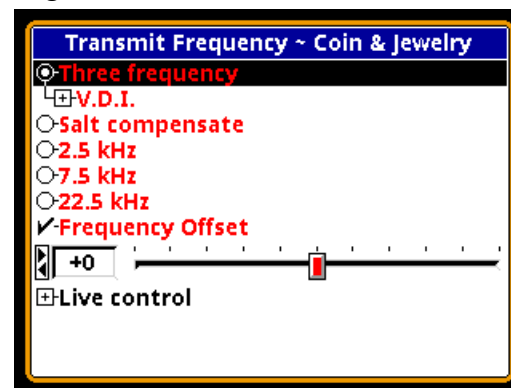 Transmit Frequency ~ Coin & Jewelry
Three frequency
V.D.I.
Salt compensate
2.5 kHz
7.5 kHz
22.5 kHz
Frequency Offset
+0
Live control